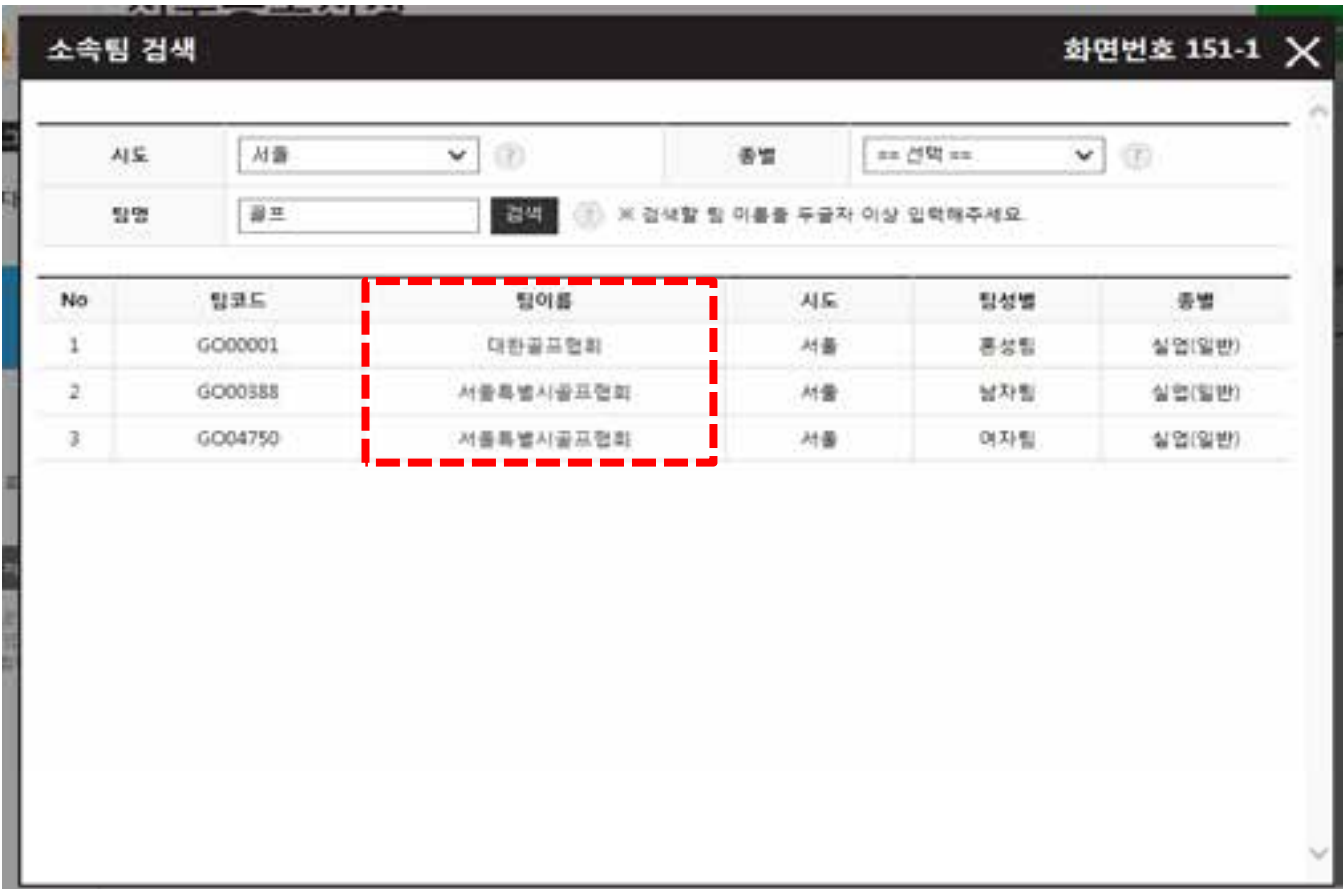 소속팀 검색 화면번호 151-1
시도 서울 종별 == 선택 ==
팀명 골프 검색 ※ 검색할 팀 이름을 두글자 이상 입력해주세요.
No 팀코드 팀이름 시도 팀성별 종별
1 GO00001 대한골프협회 서울 혼성팀 실업(일반)
2 GO00388 서울특별시골프협회 서울 남자팀 실업(일반)
3 GO04750 서울특별시골프협회 서울 여자팀 실업(일반)